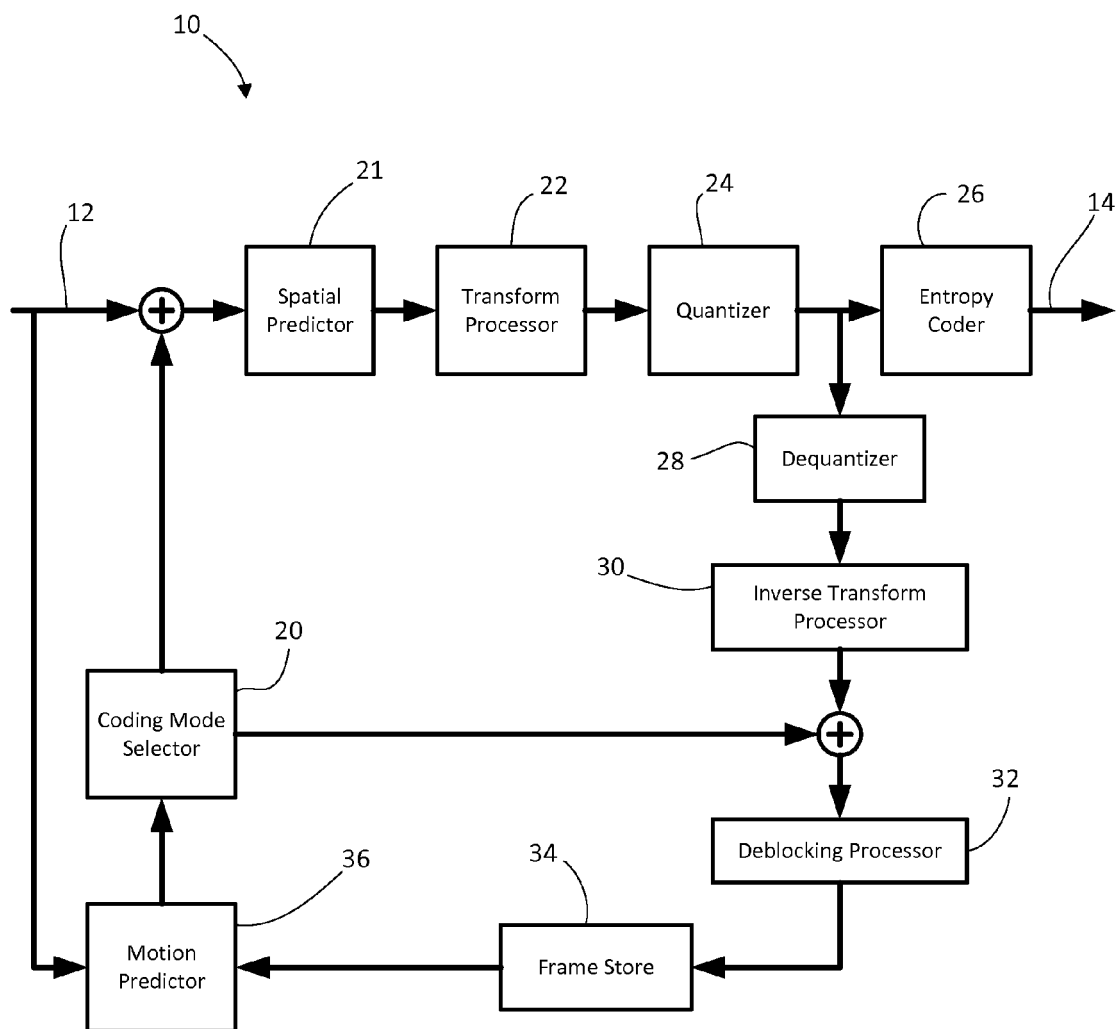 10
12
21
22
24
26
14
Spatial
Predictor
Transform
Processor
Quantizer
Entropy
Coder
28
Dequantizer
30
Inverse Transform
Processor
20
Coding Mode
Selector
32
Deblocking Processor
36
34
Motion
Predictor
Frame Store